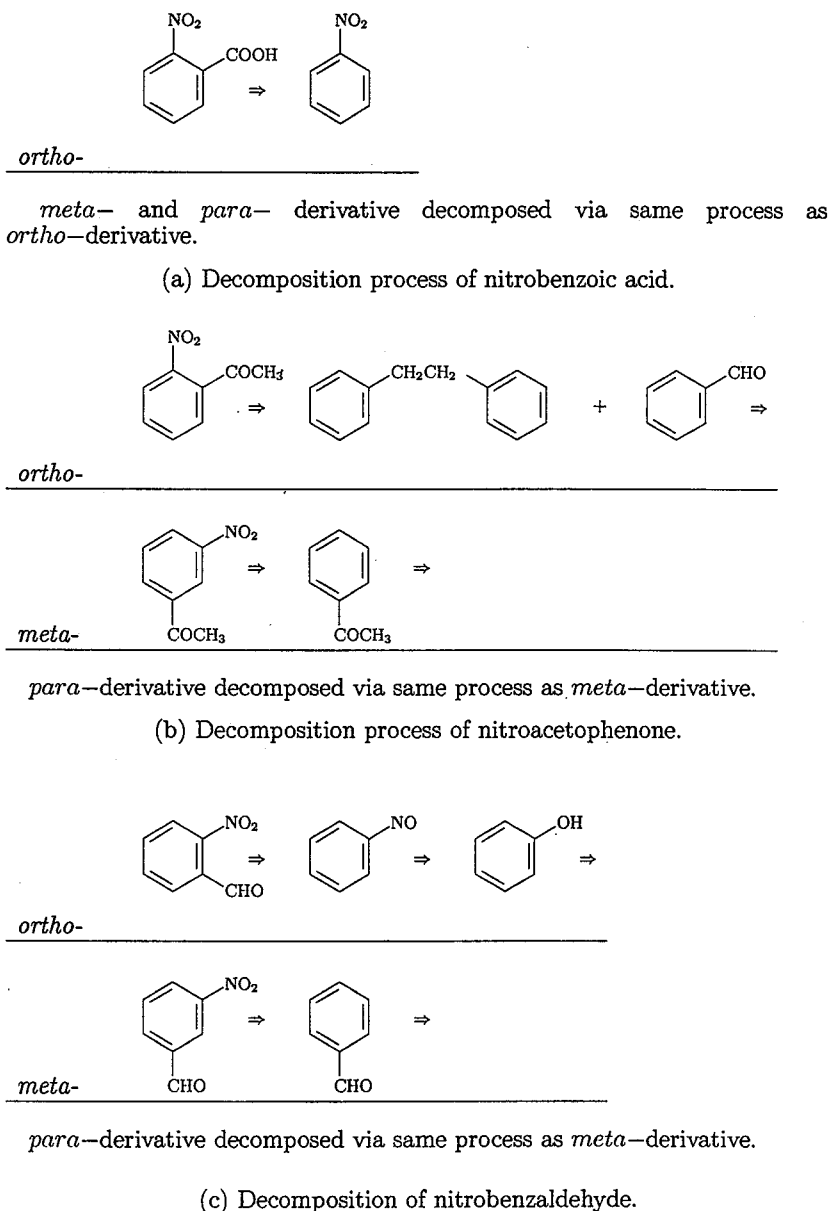 NO₂ NO₂
COOH
⇒
ortho-
meta− and para− derivative decomposed via same process as
ortho−derivative.
(a) Decomposition process of nitrobenzoic acid.
NO₂
COCH₃ CH₂CH₂ CHO
⇒ + ⇒
ortho-
NO₂
⇒ ⇒
meta- COCH₃ COCH₃
para−derivative decomposed via same process as meta−derivative.
(b) Decomposition process of nitroacetophenone.
NO₂ NO OH
⇒ ⇒ ⇒
CHO
ortho-
NO₂
⇒ ⇒
meta- CHO CHO
para−derivative decomposed via same process as meta−derivative.
(c) Decomposition of nitrobenzaldehyde.